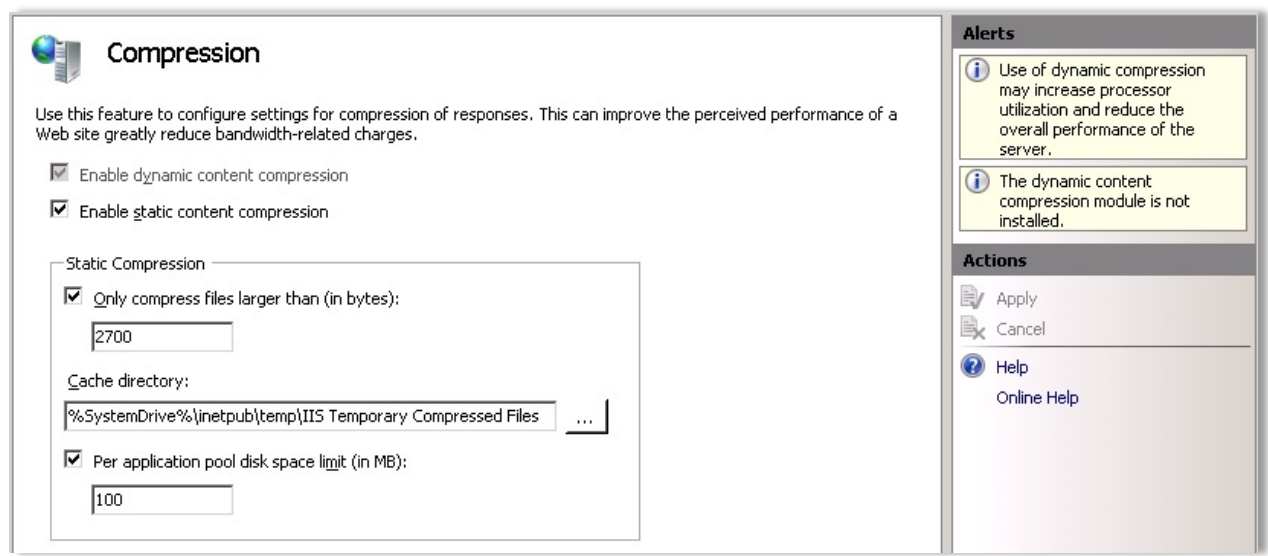 Compression
Use this feature to configure settings for compression of responses. This can improve the perceived performance of a
Web site greatly reduce bandwidth-related charges.
Enable dynamic content compression
Enable static content compression
Static Compression
Only compress files larger than (in bytes):
2700
Cache directory:
%SystemDrive%\inetpub\temp\IIS Temporary Compressed Files
...
Per application pool disk space limit (in MB):
100
Alerts
Use of dynamic compression
may increase processor
utilization and reduce the
overall performance of the
server.
The dynamic content
compression module is not
installed.
Actions
Apply
Cancel
Help
Online Help